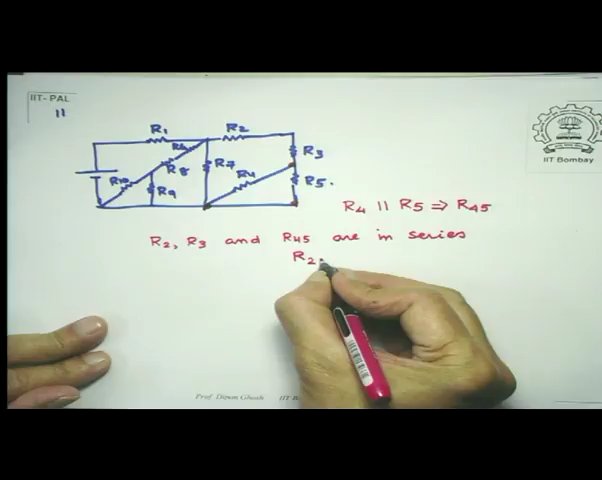 IIT-PAL
11
IIT Bombay
R1
R2
R6
R8
R7
R3
R10
R9
R4
R5.
R4 || R5 ⇒ R45
R2, R3 and R45 are in series
R2
Prof Dipan Ghosh IIT B